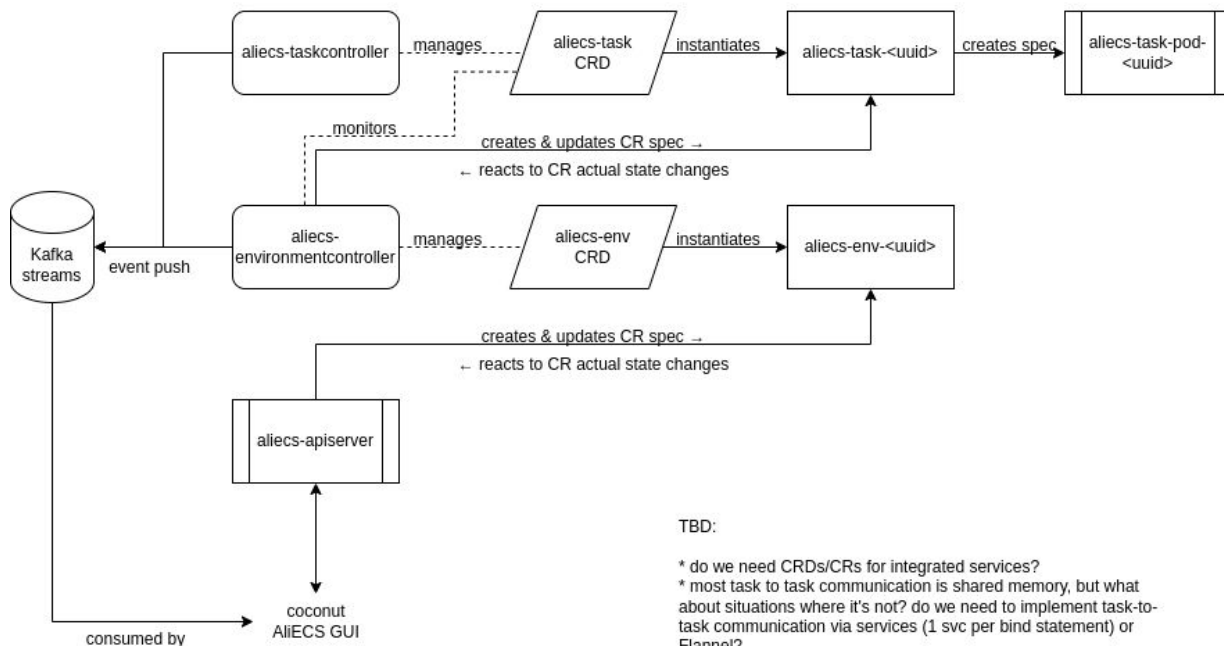 aliecs-taskcontroller
manages
aliecs-task
CRD
instantiates
aliecs-task-<uuid>
creates spec
aliecs-task-pod-
<uuid>
monitors
creates & updates CR spec →
← reacts to CR actual state changes
Kafka
streams
event push
aliecs-
environmentcontroller
manages
aliecs-env
CRD
instantiates
aliecs-env-<uuid>
creates & updates CR spec →
← reacts to CR actual state changes
aliecs-apiserver
coconut
AliECS GUI
consumed by
TBD:
* do we need CRDs/CRs for integrated services?
* most task to task communication is shared memory, but what
about situations where it's not? do we need to implement task-to-
task communication via services (1 svc per bind statement) or
Flannel?